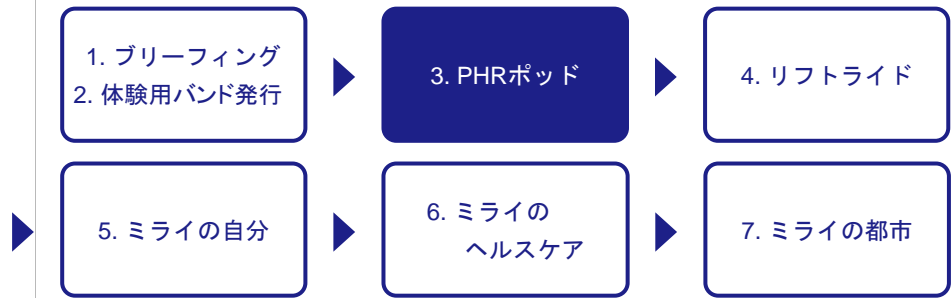 1. ブリーフィング
2. 体験用バンド発行
3. PHRポッド
4. リフトライド
5. ミライの自分
6. ミライの
ヘルスケア
7. ミライの都市